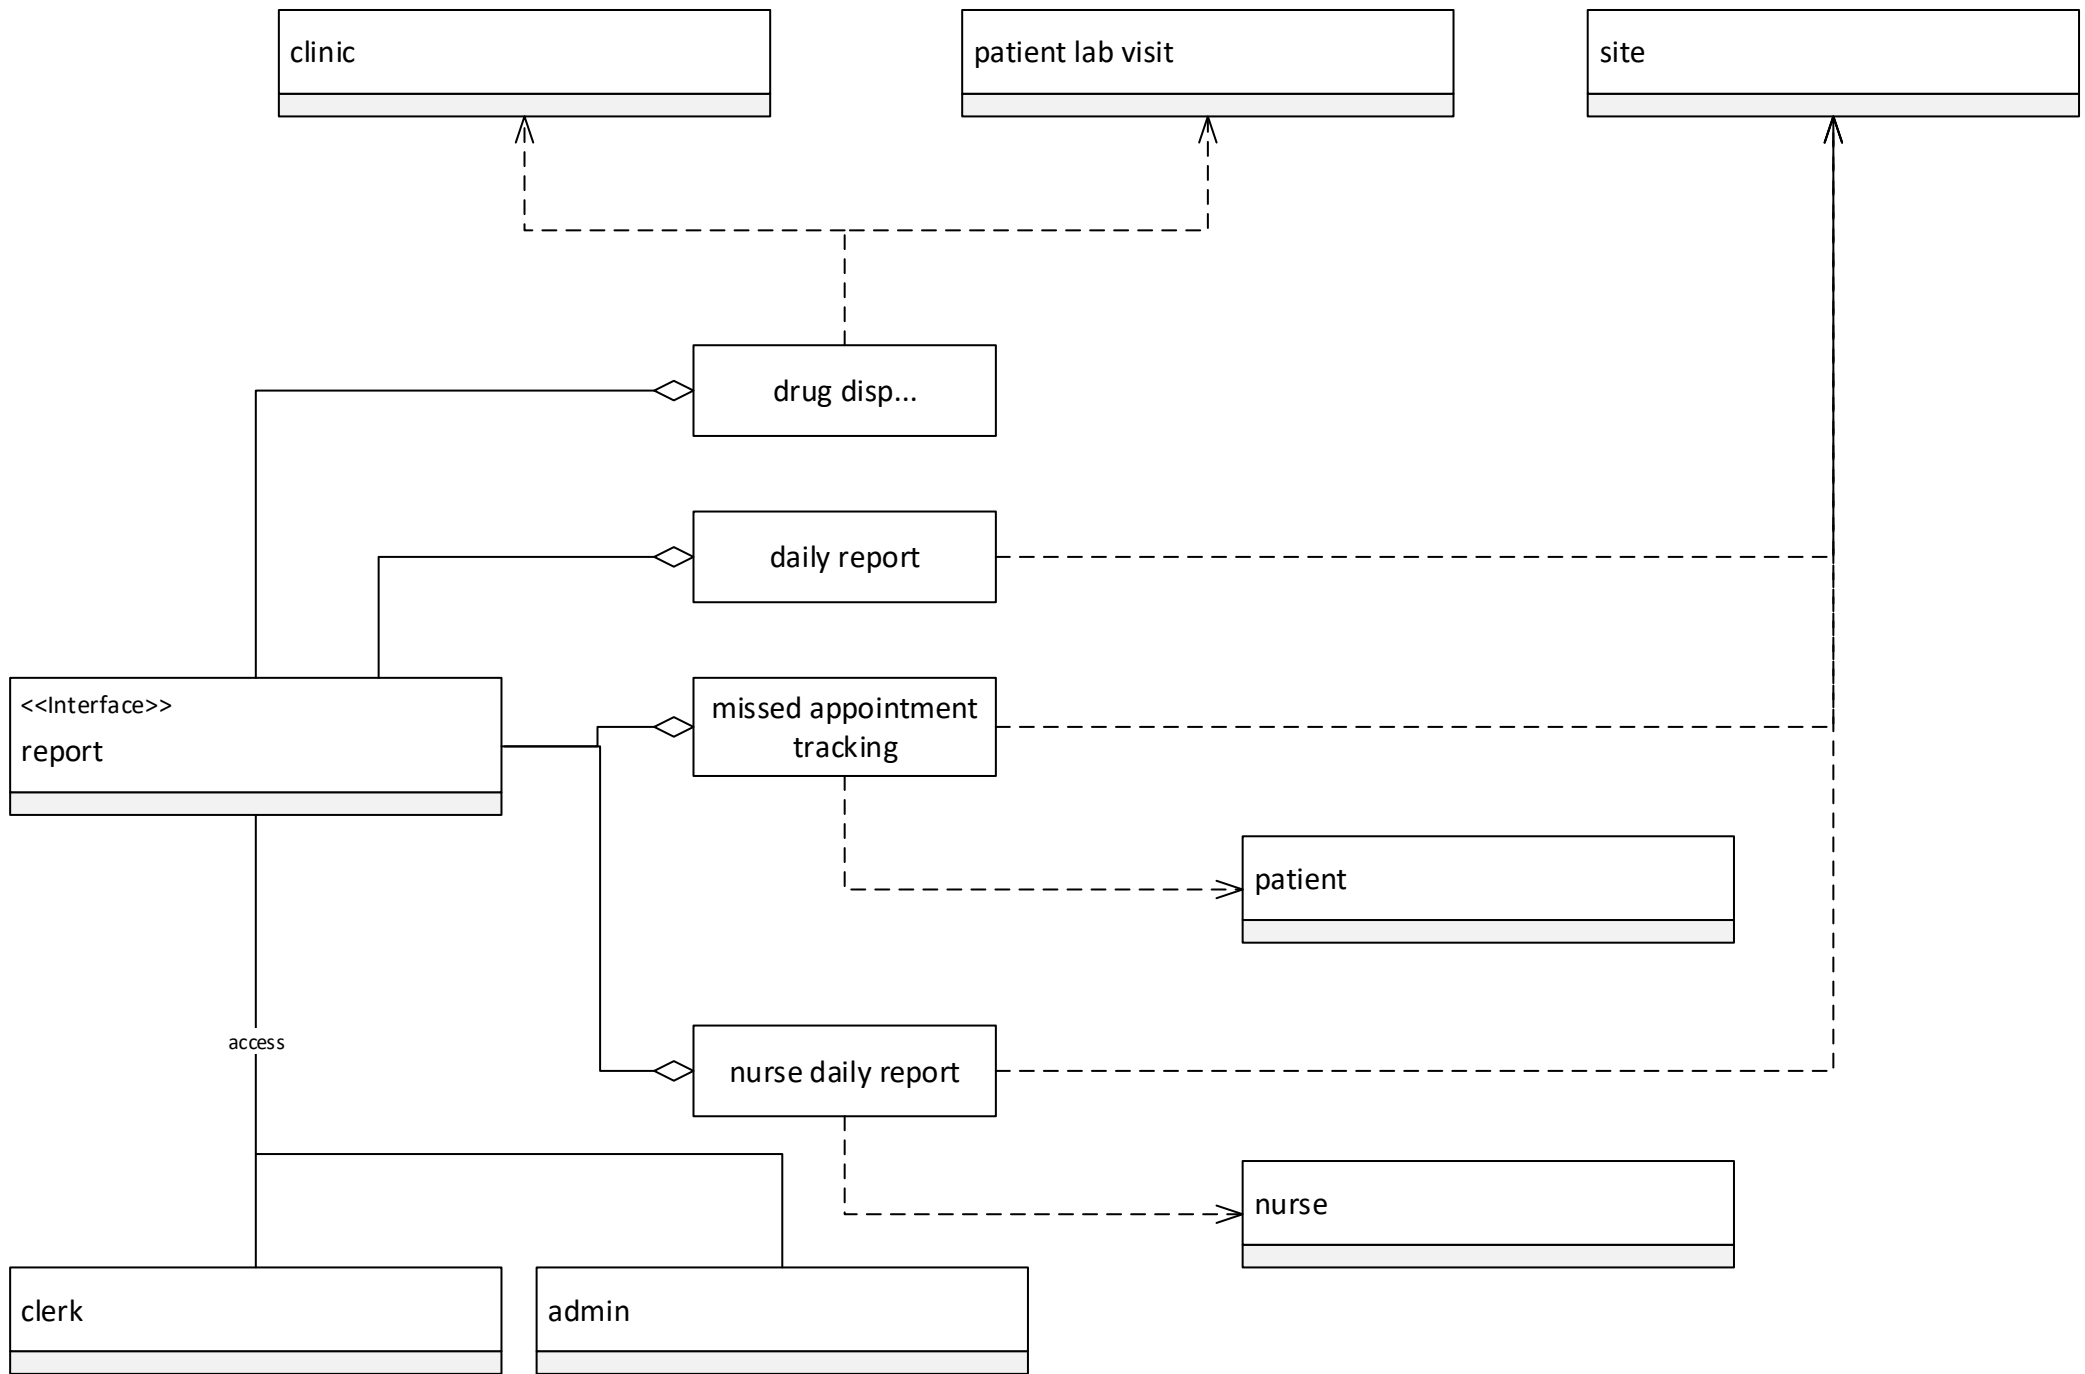 clinic
patient lab visit
site
drug disp...
daily report
<<Interface>>
report
missed appointment
tracking
patient
access
nurse daily report
nurse
clerk
admin